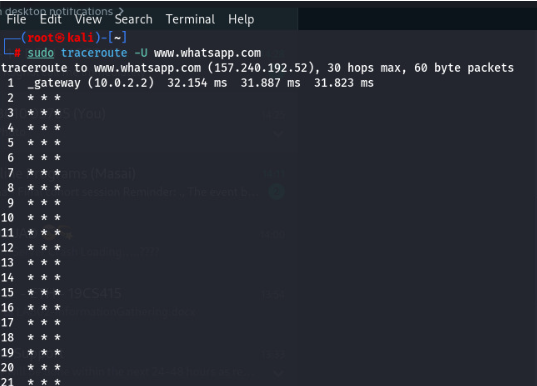 desktop notifications
File Edit View Search Terminal Help
(root㉿kali)-[~]
# sudo traceroute -U www.whatsapp.com
traceroute to www.whatsapp.com (157.240.192.52), 30 hops max, 60 byte packets
1 _gateway (10.0.2.2) 32.154 ms 31.887 ms 31.823 ms
2 * * *
3 * * *
4 * * *
5 * * *
6 * * *
7 * * *
8 * * *
9 * * *
10 * * *
11 * * *
12 * * *
13 * * *
14 * * *
15 * * *
16 * * *
17 * * *
18 * * *
19 * * *
20 * * *
21 * * *